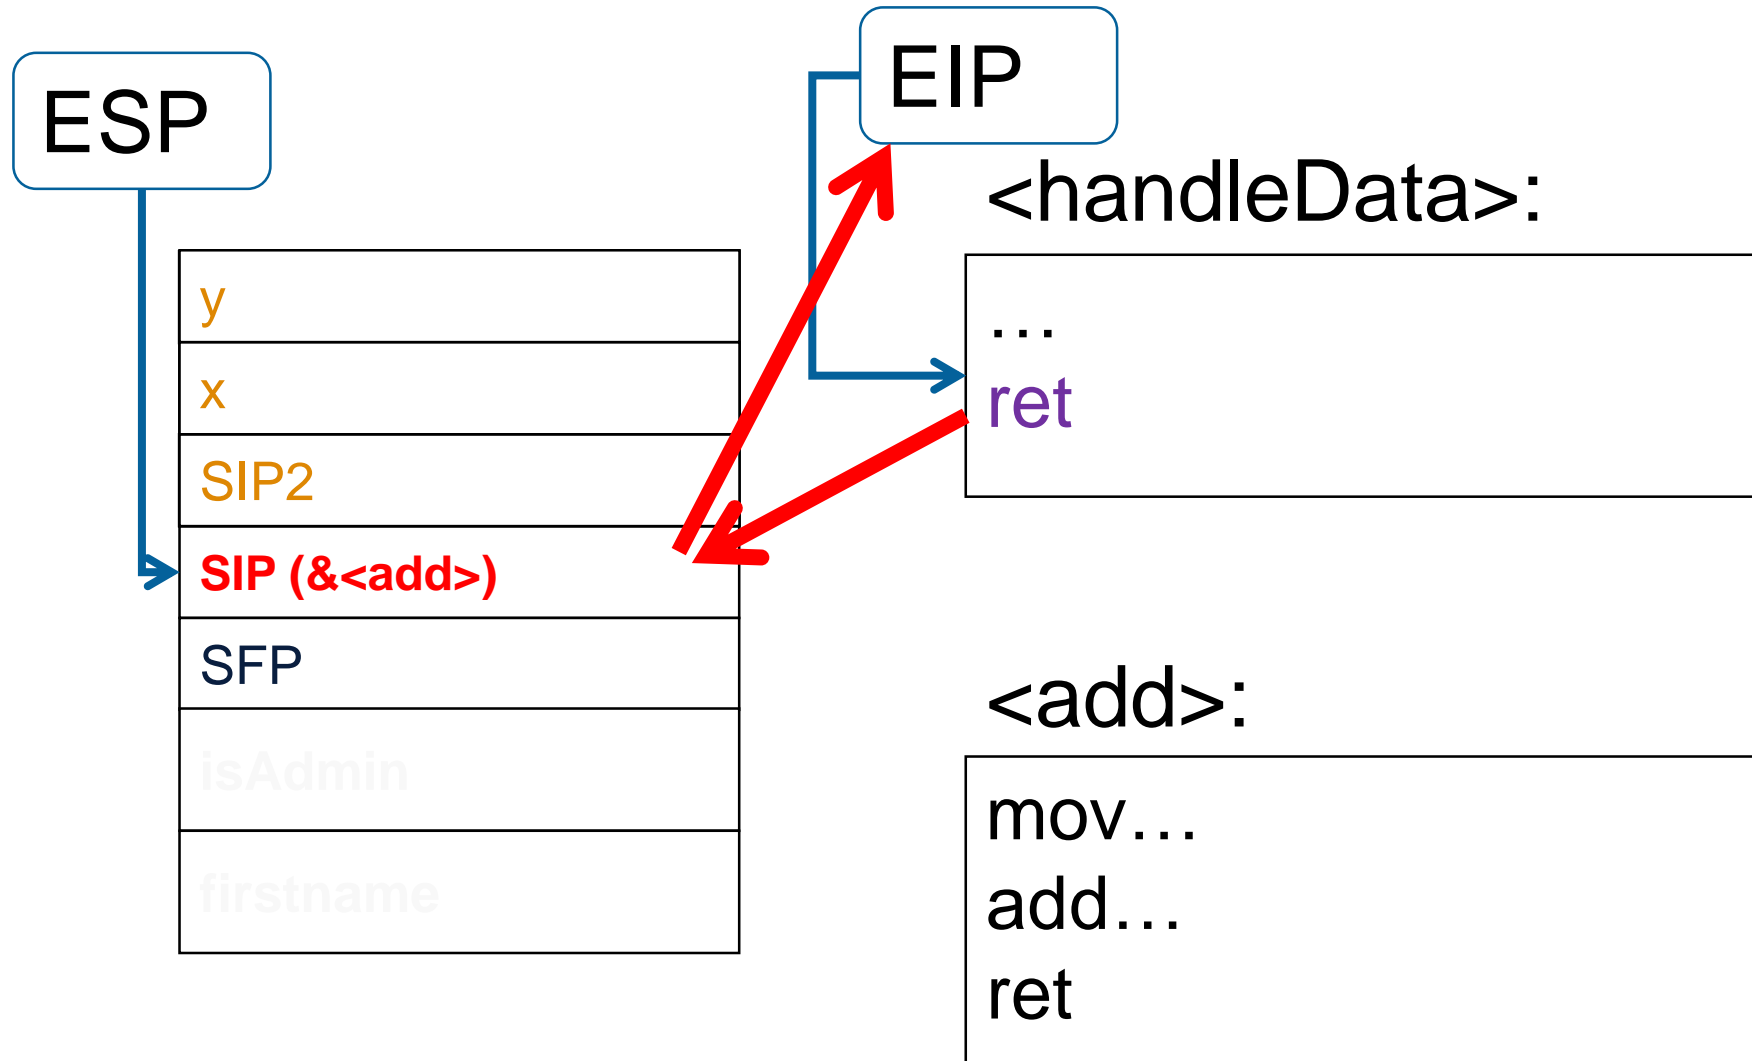 ESP
EIP
<handleData>:
…
ret
y
x
SIP2
SIP (&<add>)
SFP
isAdmin
firstname
<add>:
mov…
add…
ret